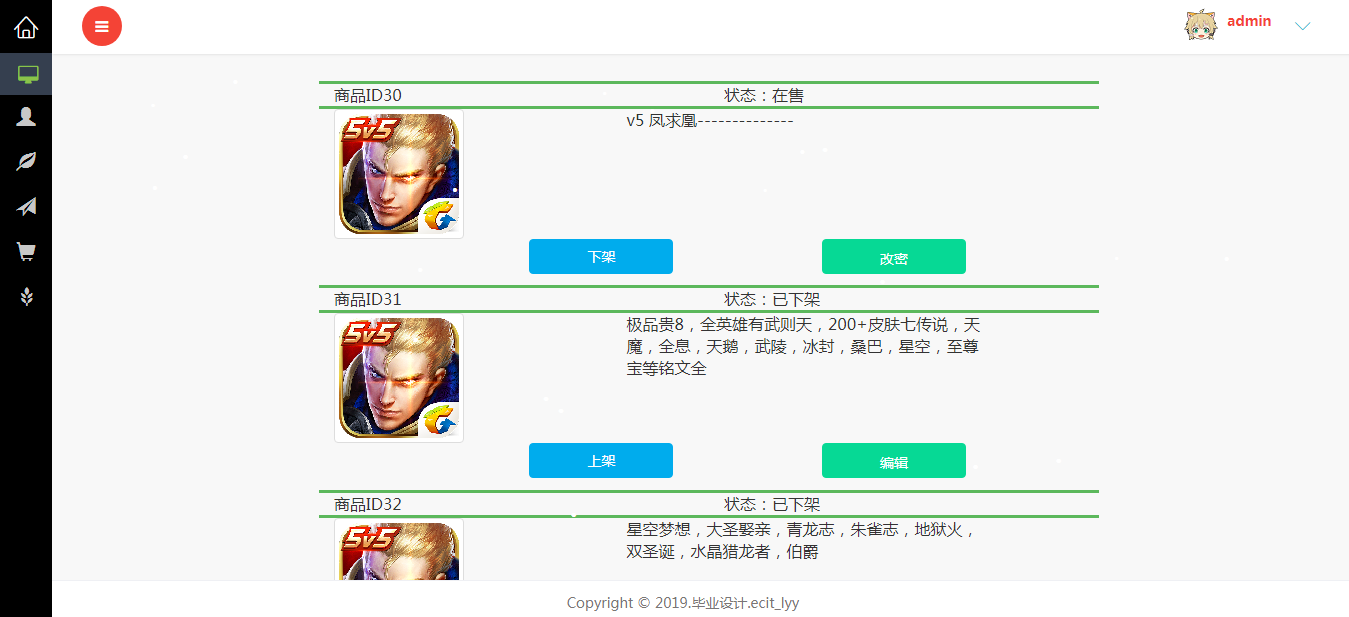 admin
商品ID30 状态：在售
5v5
v5 凤求凰--------------
下架 改密
商品ID31 状态：已下架
5v5
极品贵8，全英雄有武则天，200+皮肤七传说，天
魔，全息，天鹅，武陵，冰封，桑巴，星空，至尊
宝等铭文全
上架 编辑
商品ID32 状态：已下架
5v5
星空梦想，大圣娶亲，青龙志，朱雀志，地狱火，
双圣诞，水晶猎龙者，伯爵
Copyright © 2019.毕业设计.ecit_lyy